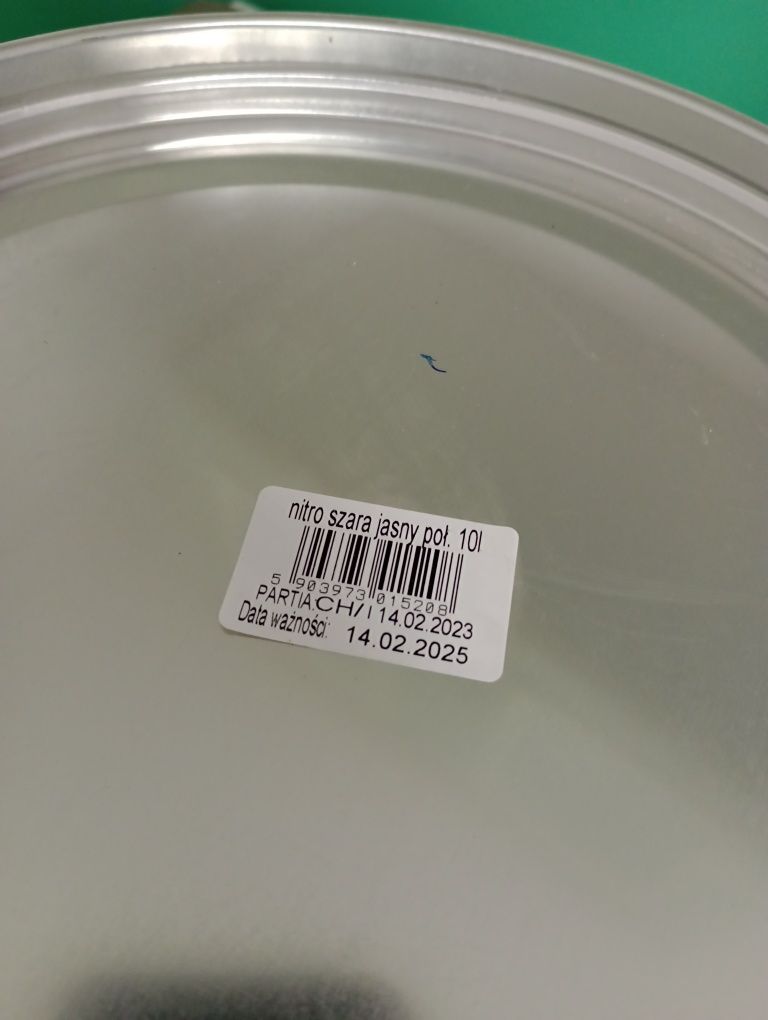 nitro szara jasny poł. 10l
5 903973 015208
PARTIA:CH/I 14.02.2023
Data ważności: 14.02.2025